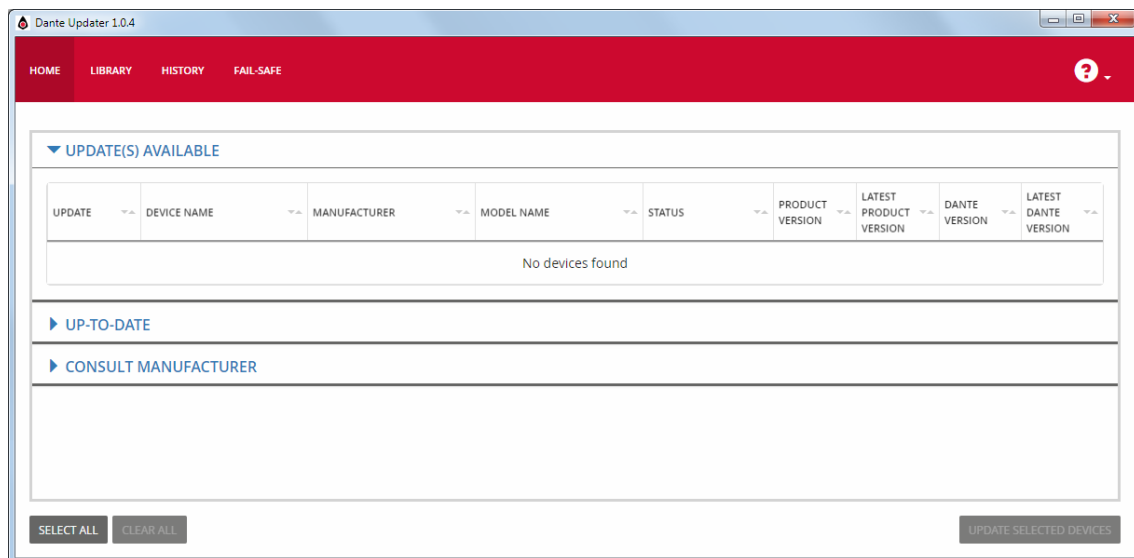 Dante Updater 1.0.4
HOME LIBRARY HISTORY FAIL-SAFE ?
UPDATE(S) AVAILABLE
UPDATE DEVICE NAME MANUFACTURER MODEL NAME STATUS PRODUCT VERSION LATEST PRODUCT VERSION DANTE VERSION LATEST DANTE VERSION
No devices found
UP-TO-DATE
CONSULT MANUFACTURER
SELECT ALL CLEAR ALL UPDATE SELECTED DEVICES